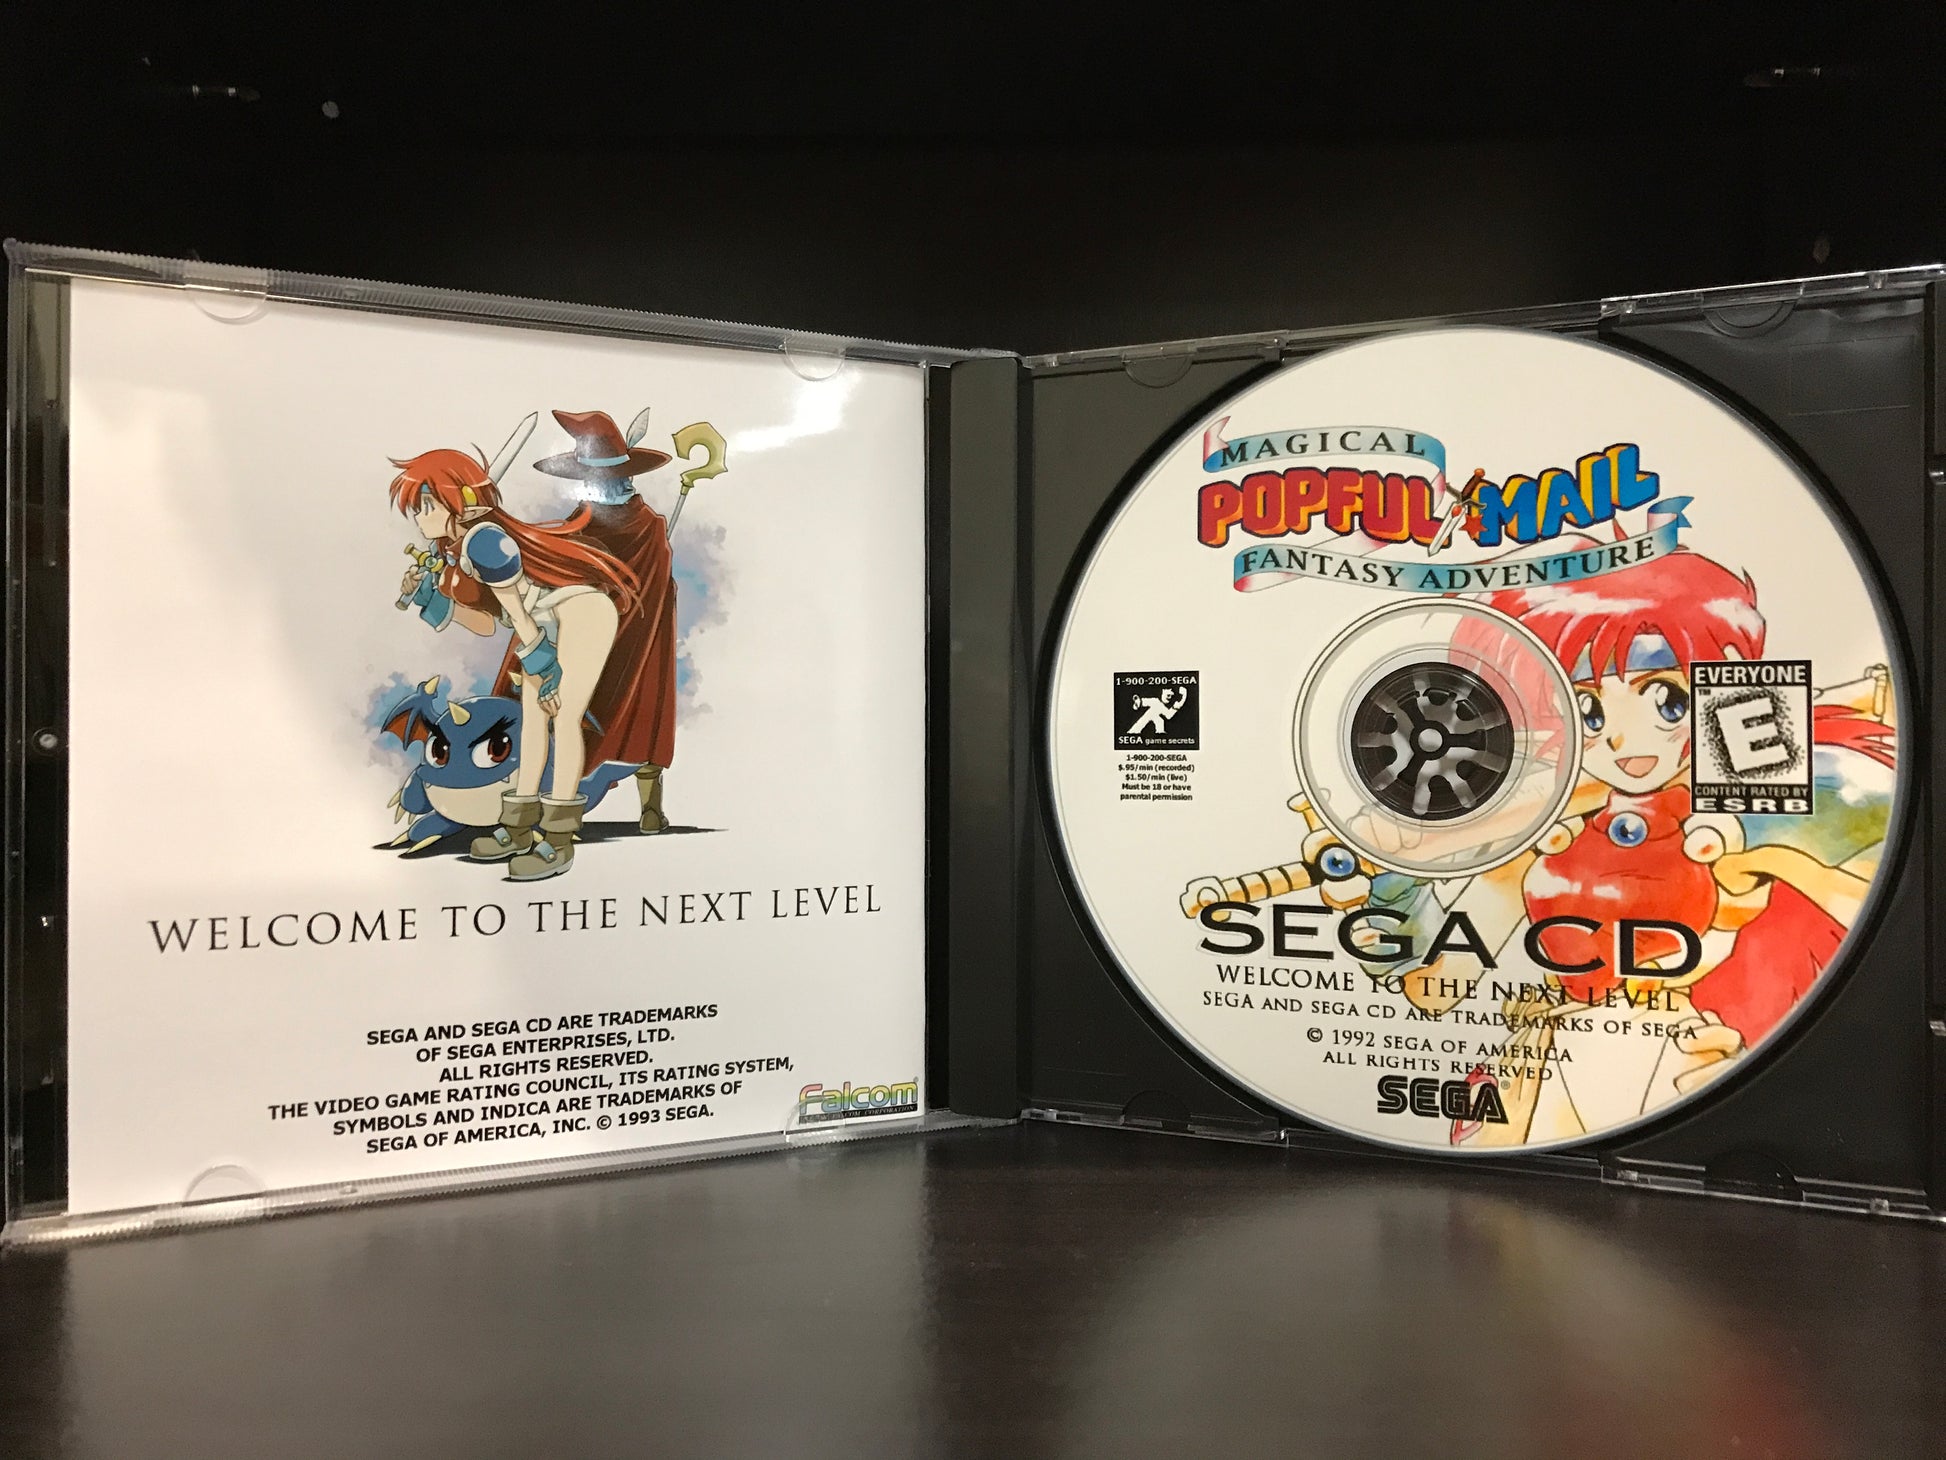 WELCOME TO THE NEXT LEVEL
SEGA AND SEGA CD ARE TRADEMARKS
OF SEGA ENTERPRISES, LTD.
ALL RIGHTS RESERVED.
THE VIDEO GAME RATING COUNCIL, ITS RATING SYSTEM,
SYMBOLS AND INDICA ARE TRADEMARKS OF
SEGA OF AMERICA, INC. © 1993 SEGA.
Falcom
MAGICAL
POPFUL MAIL
FANTASY ADVENTURE
1-900-200-SEGA
SEGA game secrets
1-900-200-SEGA
$.95/min (recorded)
$1.50/min (live)
Must be 18 or have
parental permission
EVERYONE
E
CONTENT RATED BY
ESRB
SEGA CD
WELCOME TO THE NEXT LEVEL
SEGA AND SEGA CD ARE TRADEMARKS OF SEGA
© 1992 SEGA OF AMERICA
ALL RIGHTS RESERVED
SEGA